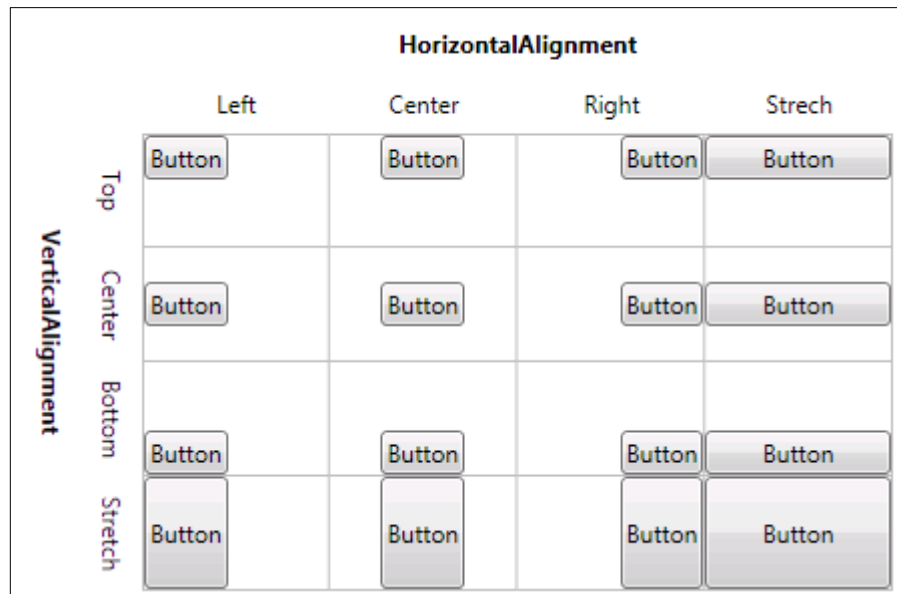 HorizontalAlignment
Left Center Right Strech
VerticalAlignment
Top
Button Button Button Button
Center
Button Button Button Button
Bottom
Button Button Button Button
Stretch
Button Button Button Button